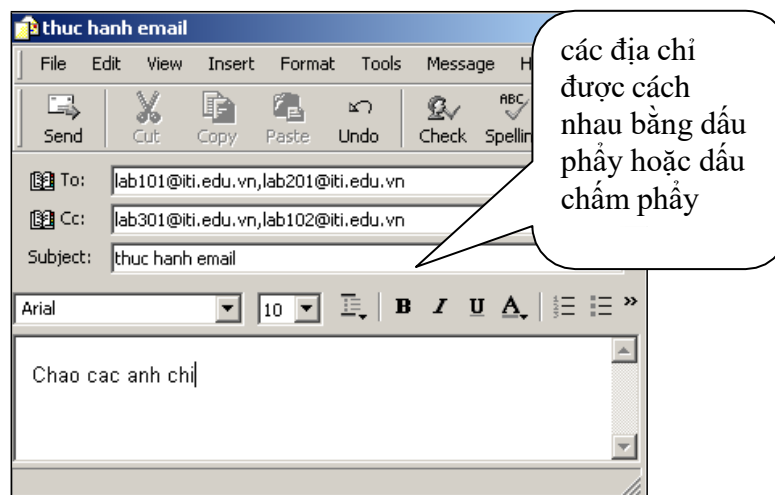 thuc hanh email
File Edit View Insert Format Tools Message H
Send Cut Copy Paste Undo Check Spellin
To: lab101@iti.edu.vn,lab201@iti.edu.vn
Cc: lab301@iti.edu.vn,lab102@iti.edu.vn
Subject: thuc hanh email
Arial 10 B I U A »
Chao cac anh chi
các địa chỉ
được cách
nhau bằng dấu
phẩy hoặc dấu
chấm phẩy